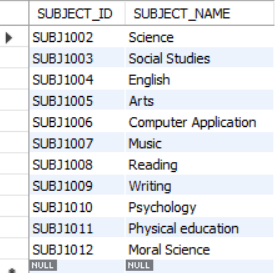 SUBJECT_ID SUBJECT_NAME
SUBJ1002 Science
SUBJ1003 Social Studies
SUBJ1004 English
SUBJ1005 Arts
SUBJ1006 Computer Application
SUBJ1007 Music
SUBJ1008 Reading
SUBJ1009 Writing
SUBJ1010 Psychology
SUBJ1011 Physical education
SUBJ1012 Moral Science
NULL NULL